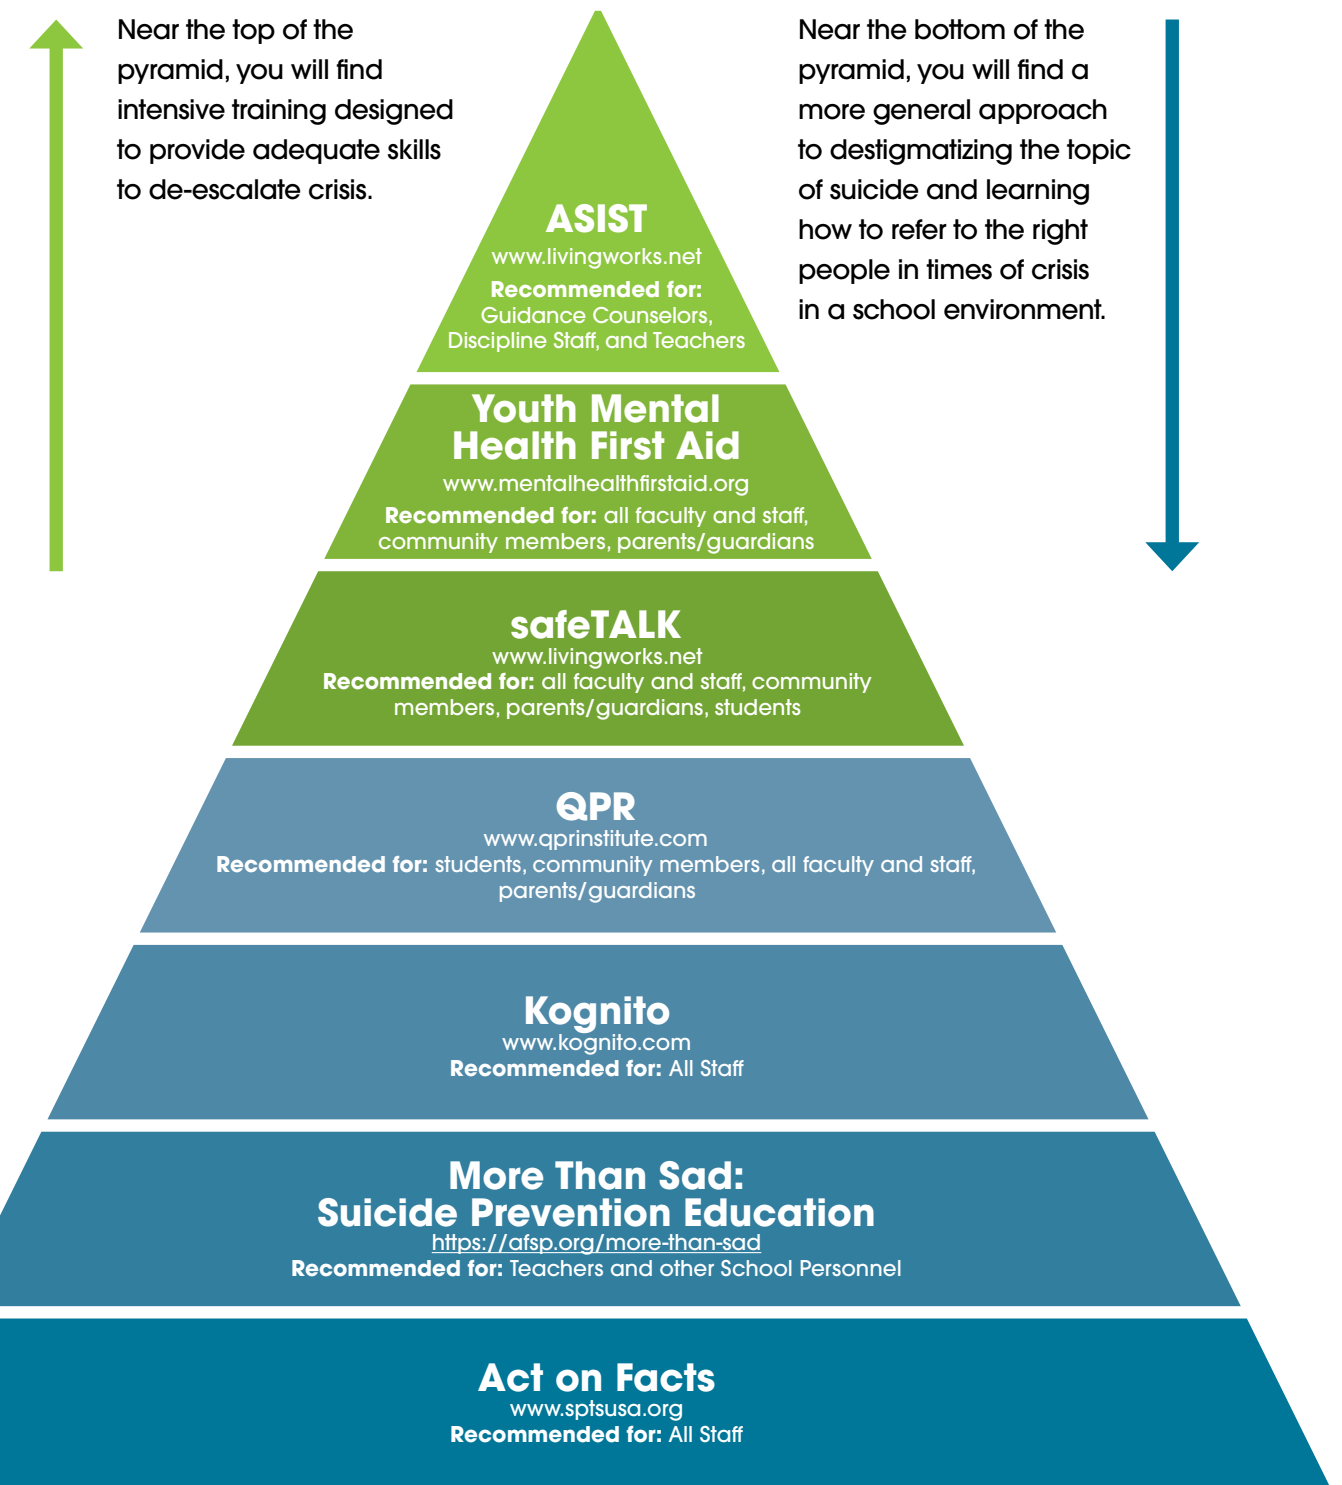 Near the top of the
pyramid, you will find
intensive training designed
to provide adequate skills
to de-escalate crisis.
Near the bottom of the
pyramid, you will find a
more general approach
to destigmatizing the topic
of suicide and learning
how to refer to the right
people in times of crisis
in a school environment.
ASIST
www.livingworks.net
Recommended for:
Guidance Counselors,
Discipline Staff, and Teachers
Youth Mental
Health First Aid
www.mentalhealthfirstaid.org
Recommended for: all faculty and staff,
community members, parents/guardians
safeTALK
www.livingworks.net
Recommended for: all faculty and staff, community
members, parents/guardians, students
QPR
www.qprinstitute.com
Recommended for: students, community members, all faculty and staff,
parents/guardians
Kognito
www.kognito.com
Recommended for: All Staff
More Than Sad:
Suicide Prevention Education
https://afsp.org/more-than-sad
Recommended for: Teachers and other School Personnel
Act on Facts
www.sptsusa.org
Recommended for: All Staff